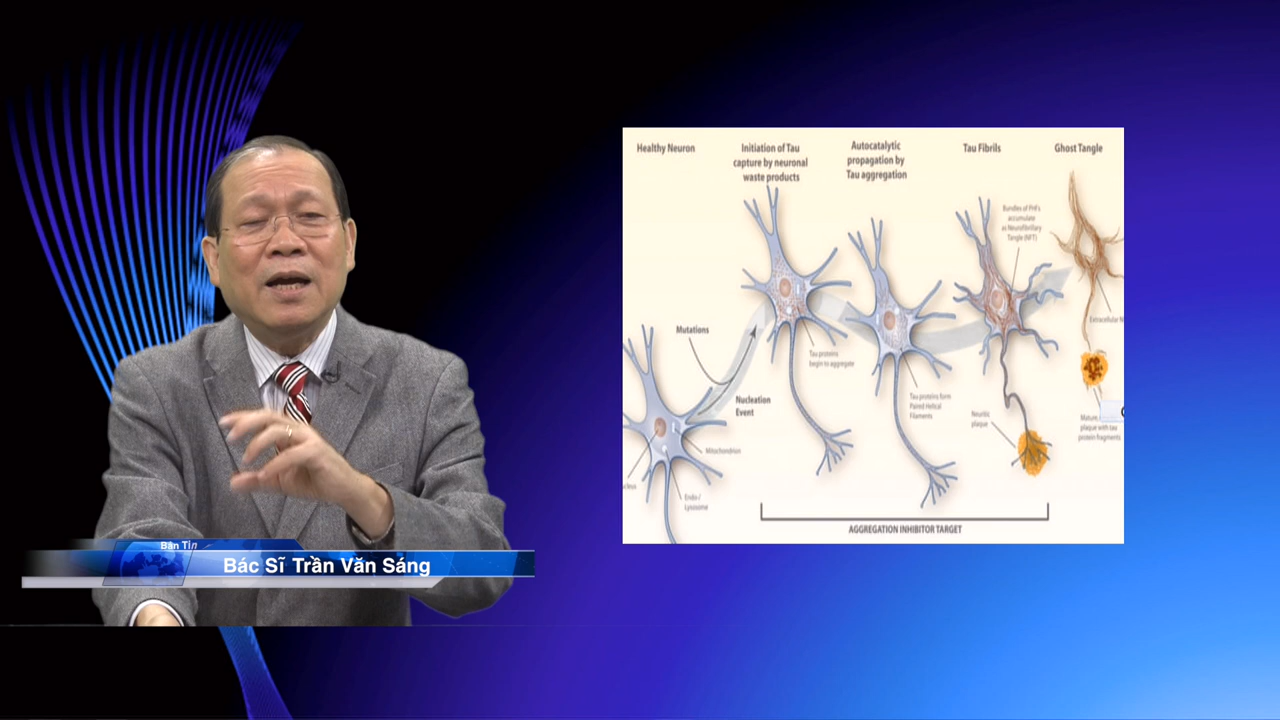 Healthy Neuron
Initiation of Tau
capture by neuronal
waste products
Autocatalytic
propagation by
Tau aggregation
Tau Fibrils
Ghost Tangle
Bundles of PHFs
accumulate
as Neurofibrillary
Tangle (NFT)
Mutations
Extracellular
Tau proteins
begin to aggregate
Nucleation
Event
Tau proteins form
Paired Helical
Filaments
Neuritic
plaque
Mature
plaque with tau
protein fragments
Mitochondrion
Endo-/
Lysosome
AGGREGATION INHIBITOR TARGET
Bản Tin
Bác Sĩ Trần Văn Sáng